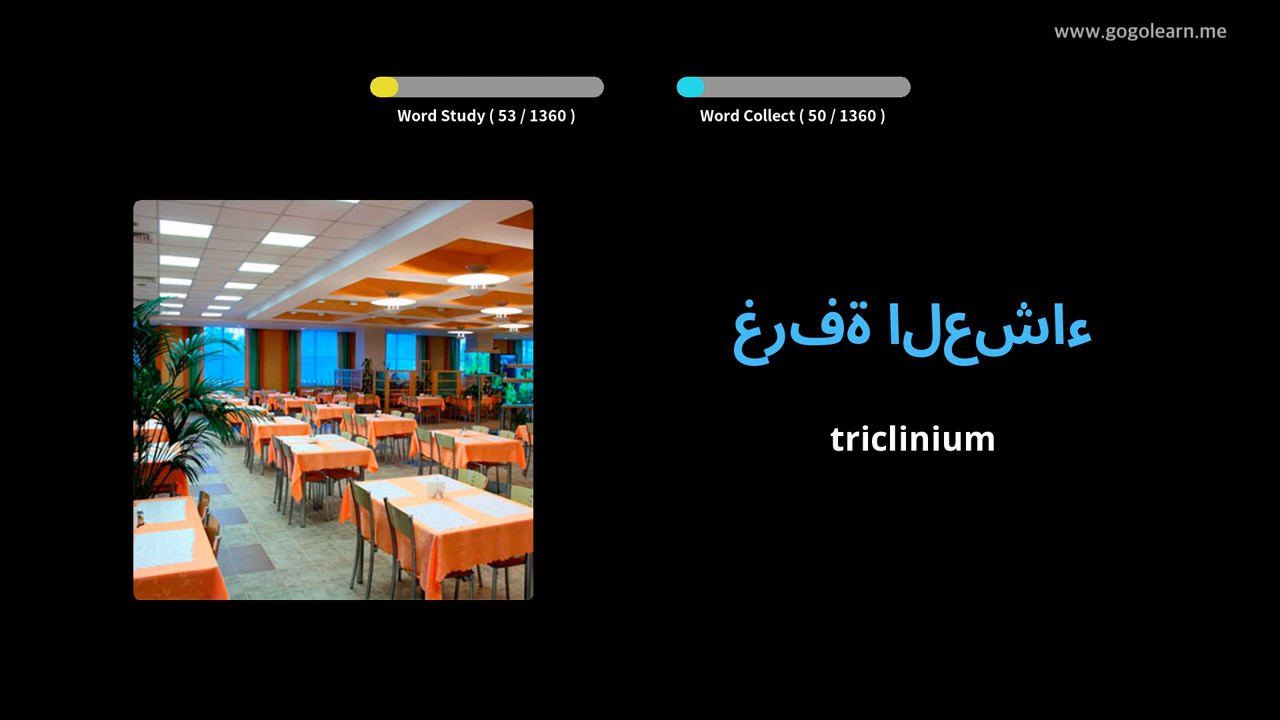 www.gogolearn.me
Word Study ( 53 / 1360 )
Word Collect ( 50 / 1360 )
غرفة العشاء
triclinium